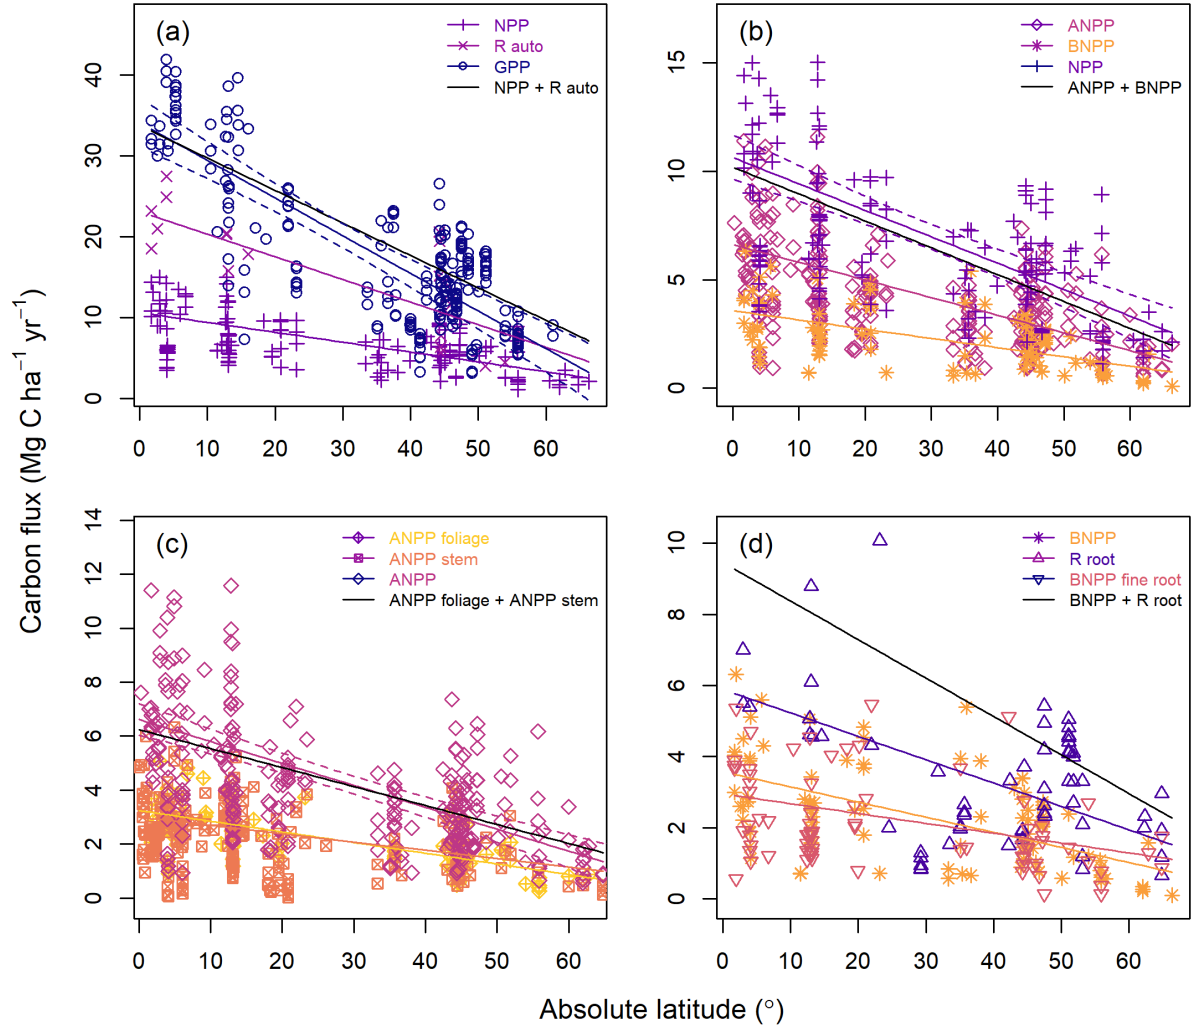 Carbon flux (Mg C ha⁻¹ yr⁻¹)
(a)
NPP
R auto
GPP
NPP + R auto
40
30
20
10
0
0 10 20 30 40 50 60
(b)
ANPP
BNPP
NPP
ANPP + BNPP
15
10
5
0
0 10 20 30 40 50 60
(c)
ANPP foliage
ANPP stem
ANPP
ANPP foliage + ANPP stem
14
12
10
8
6
4
2
0
0 10 20 30 40 50 60
(d)
BNPP
R root
BNPP fine root
BNPP + R root
10
8
6
4
2
0
0 10 20 30 40 50 60
Absolute latitude (°)